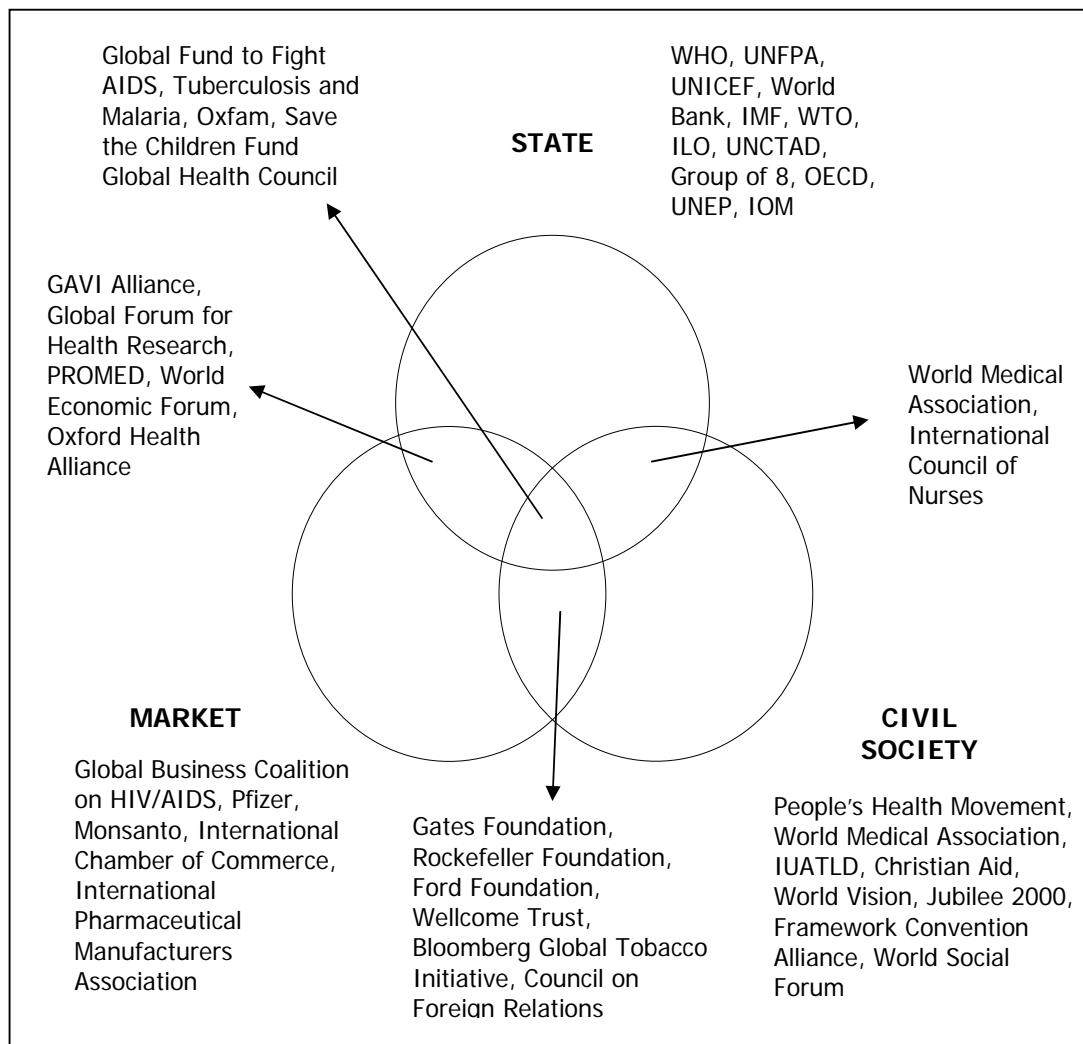 Global Fund to Fight
AIDS, Tuberculosis and
Malaria, Oxfam, Save
the Children Fund
Global Health Council
STATE
WHO, UNFPA,
UNICEF, World
Bank, IMF, WTO,
ILO, UNCTAD,
Group of 8, OECD,
UNEP, IOM
GAVI Alliance,
Global Forum for
Health Research,
PROMED, World
Economic Forum,
Oxford Health
Alliance
World Medical
Association,
International
Council of
Nurses
MARKET
Global Business Coalition
on HIV/AIDS, Pfizer,
Monsanto, International
Chamber of Commerce,
International
Pharmaceutical
Manufacturers
Association
Gates Foundation,
Rockefeller Foundation,
Ford Foundation,
Wellcome Trust,
Bloomberg Global Tobacco
Initiative, Council on
Foreign Relations
CIVIL
SOCIETY
People's Health Movement,
World Medical Association,
IUATLD, Christian Aid,
World Vision, Jubilee 2000,
Framework Convention
Alliance, World Social
Forum